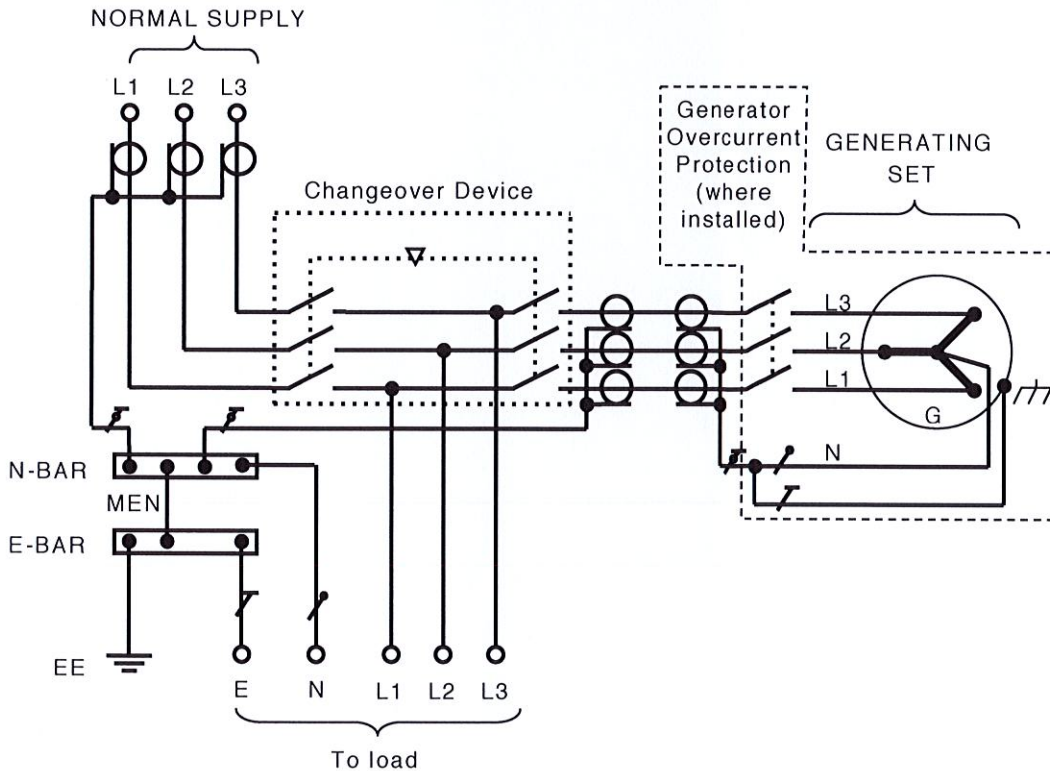 NORMAL SUPPLY
L1 L2 L3
Changeover Device
Generator
Overcurrent
Protection
(where
installed)
GENERATING
SET
L3
L2
L1
G
N
N-BAR
MEN
E-BAR
EE
E N L1 L2 L3
To load